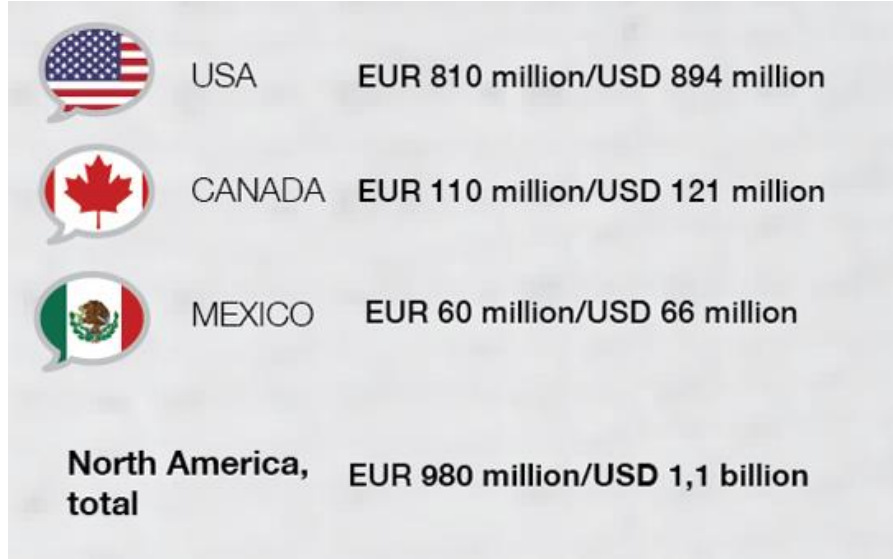 USA EUR 810 million/USD 894 million
CANADA EUR 110 million/USD 121 million
MEXICO EUR 60 million/USD 66 million
North America,
total EUR 980 million/USD 1,1 billion